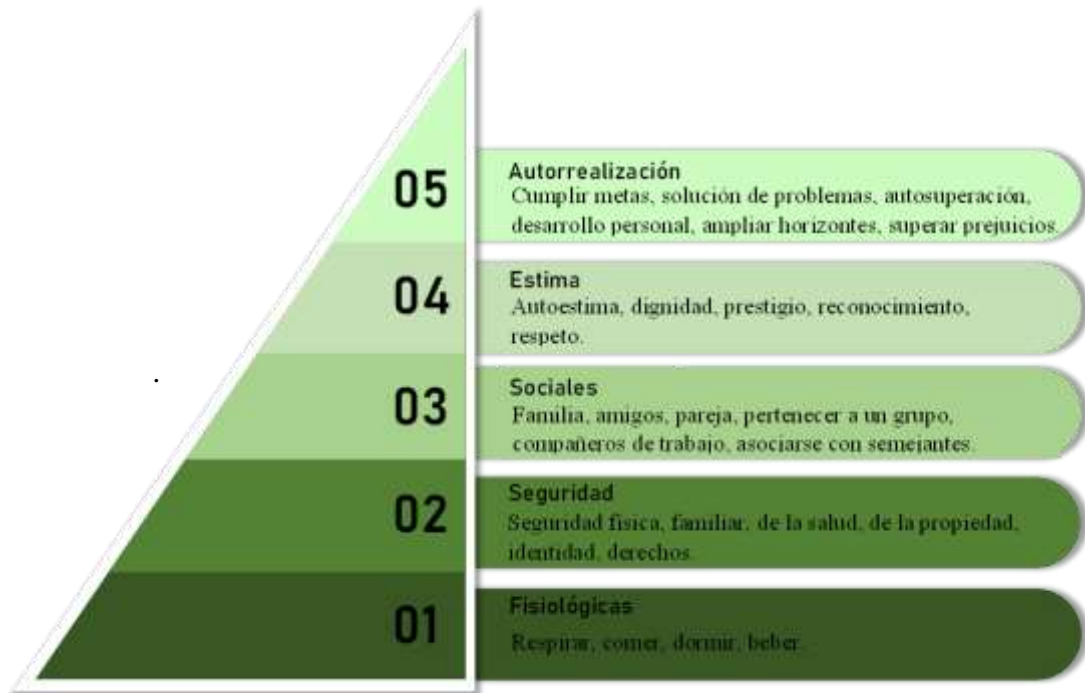 05
Autorrealización
Cumplir metas, solución de problemas, autosuperación,
desarrollo personal, ampliar horizontes, superar prejuicios.
04
Estima
Autoestima, dignidad, prestigio, reconocimiento,
respeto.
03
Sociales
Familia, amigos, pareja, pertenecer a un grupo,
compañeros de trabajo, asociarse con semejantes.
02
Seguridad
Seguridad física, familiar, de la salud, de la propiedad,
identidad, derechos.
01
Fisiológicas
Respirar, comer, dormir, beber.